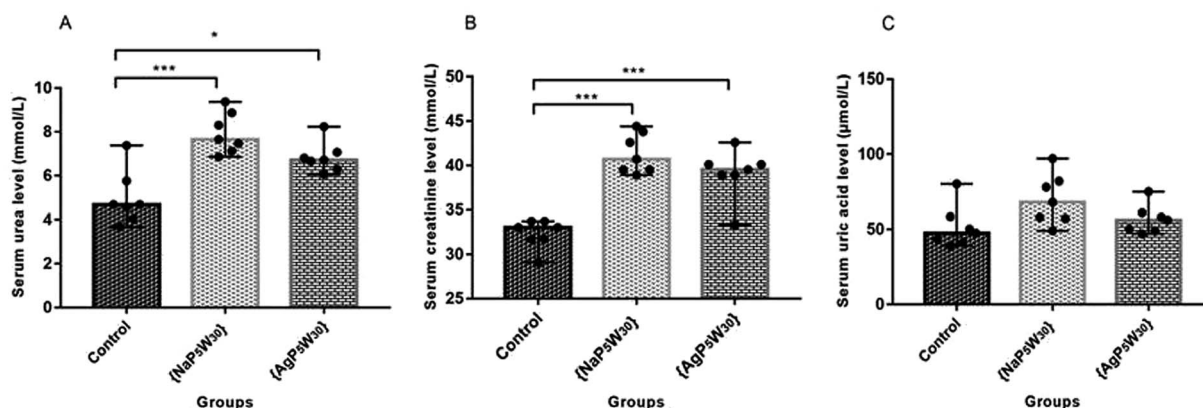 A
*
***
Serum urea level (mmol/L)
10
8
6
4
2
0
Control
{NaP5W30}
{AgP5W30}
Groups
B
***
***
Serum creatinine level (mmol/L)
50
45
40
35
30
25
Control
{NaP5W30}
{AgP5W30}
Groups
C
Serum uric acid level (µmol/L)
150
100
50
0
Control
{NaP5W30}
{AgP5W30}
Groups